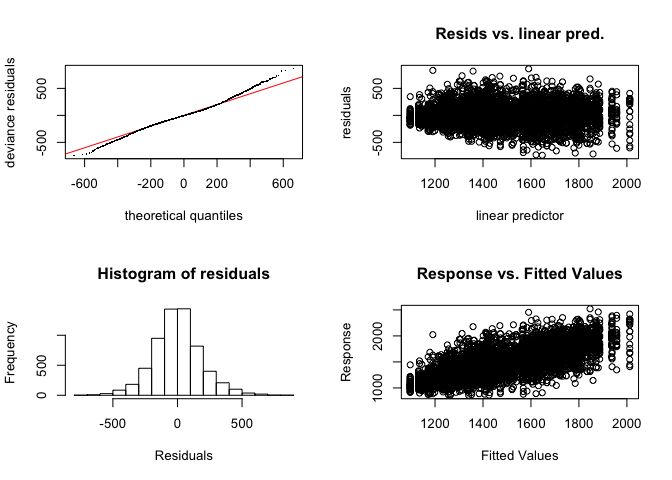 deviance residuals
-500
500
-600
-200
0
200
600
theoretical quantiles
Resids vs. linear pred.
residuals
-500
500
1200
1400
1600
1800
2000
linear predictor
Histogram of residuals
Frequency
0
500
-500
0
500
Residuals
Response vs. Fitted Values
Response
1000
2000
1200
1400
1600
1800
2000
Fitted Values